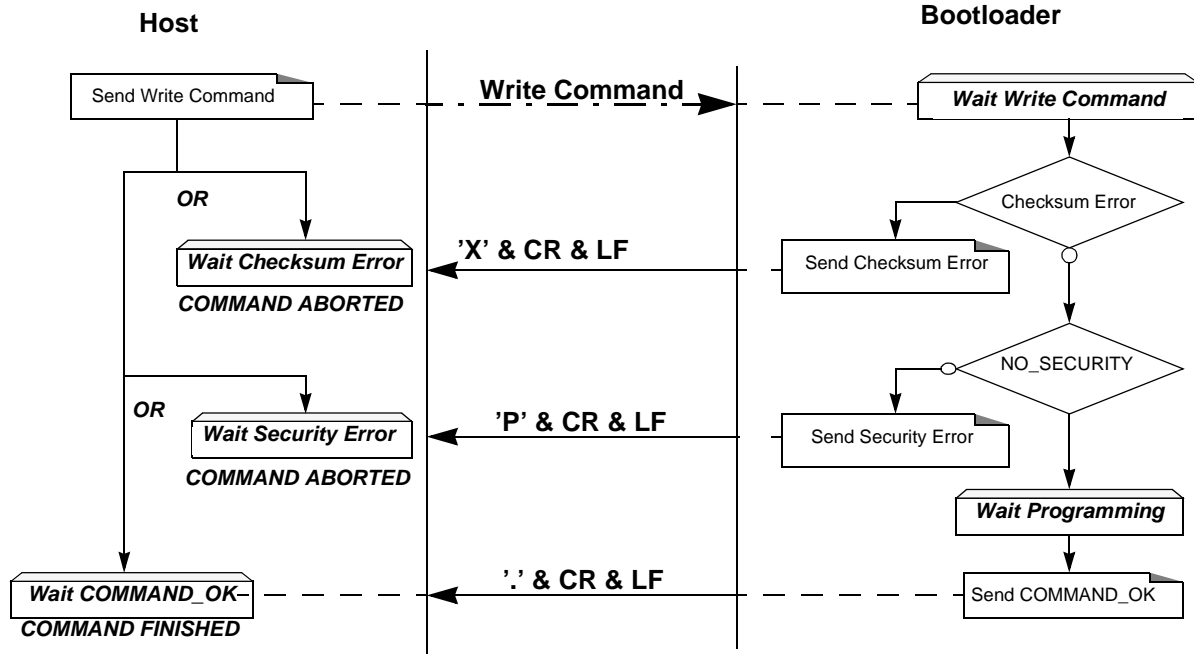 Host
Bootloader
Send Write Command
Write Command
Wait Write Command
OR
Checksum Error
Wait Checksum Error
'X' & CR & LF
Send Checksum Error
COMMAND ABORTED
NO_SECURITY
OR
Wait Security Error
'P' & CR & LF
Send Security Error
COMMAND ABORTED
Wait Programming
Wait COMMAND_OK
'.' & CR & LF
Send COMMAND_OK
COMMAND FINISHED